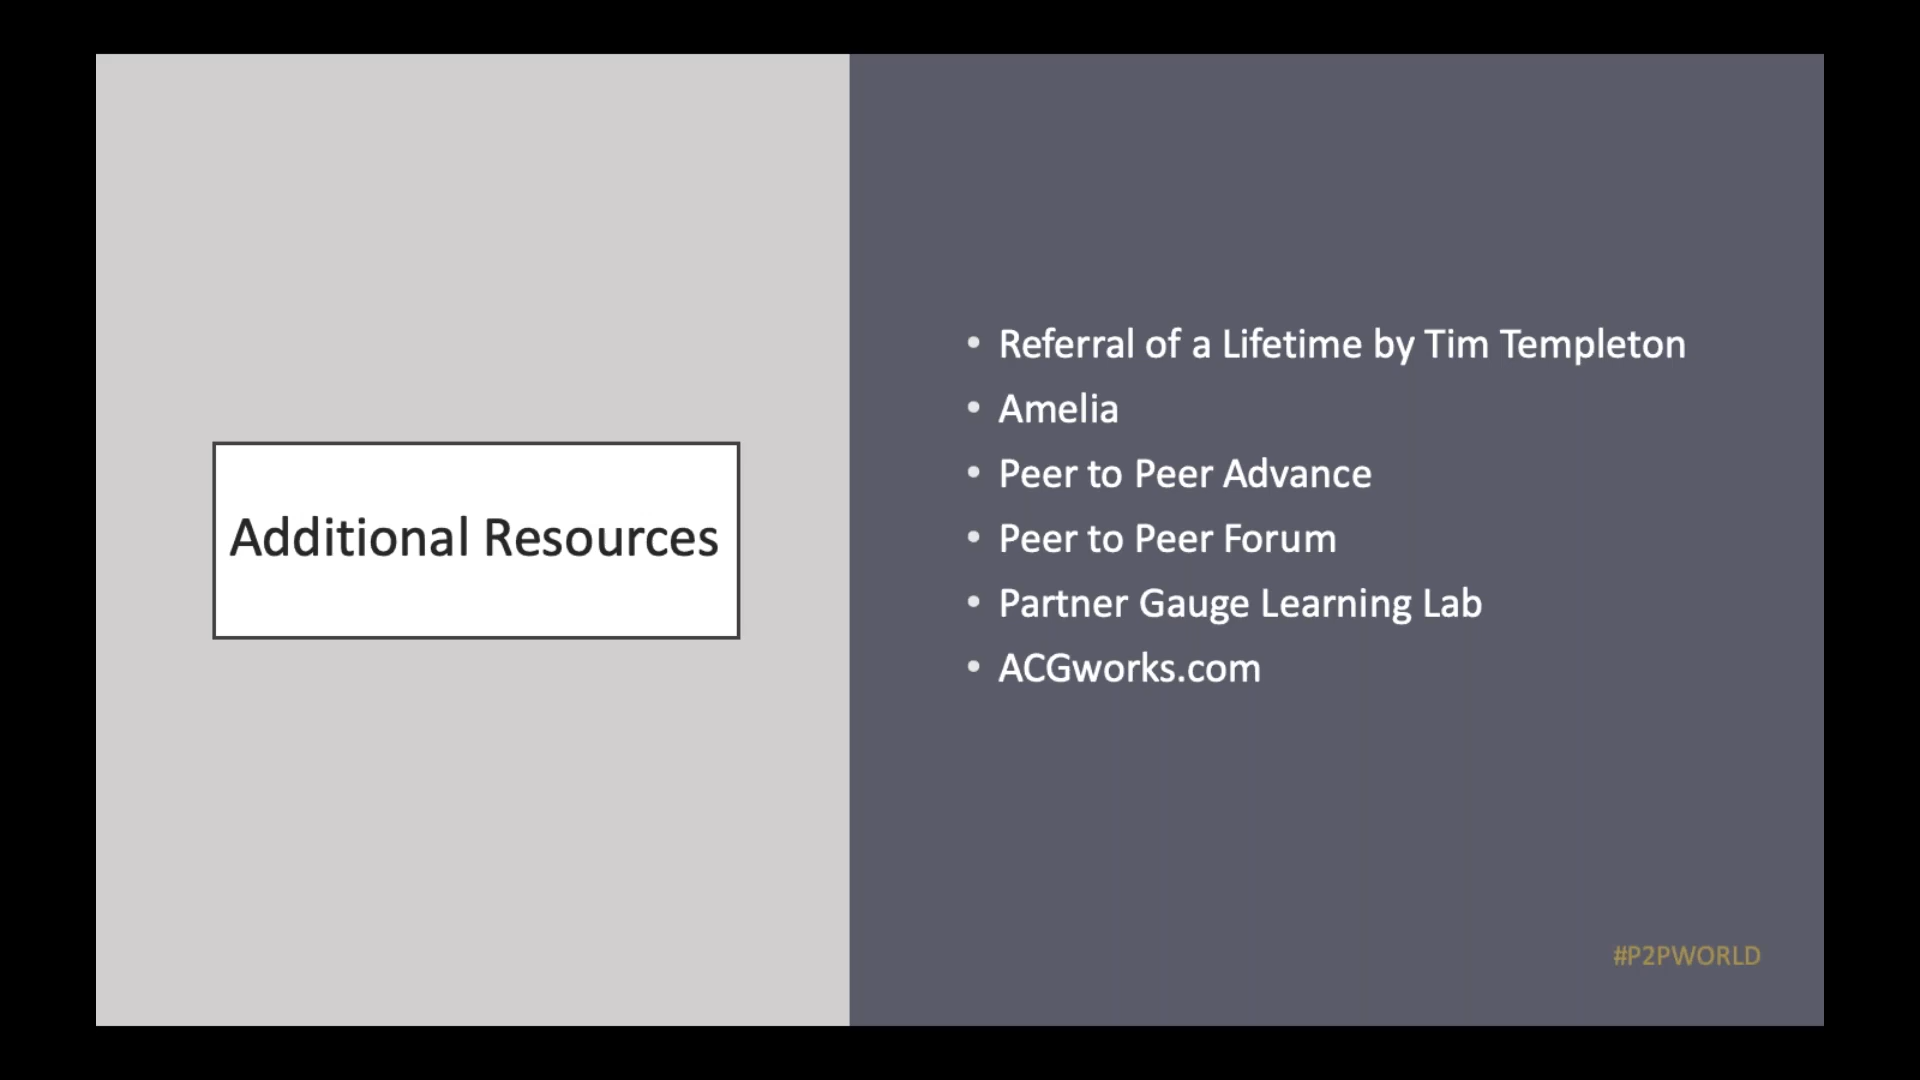 Additional Resources
• Referral of a Lifetime by Tim Templeton
• Amelia
• Peer to Peer Advance
• Peer to Peer Forum
• Partner Gauge Learning Lab
• ACGworks.com
#P2PWORLD